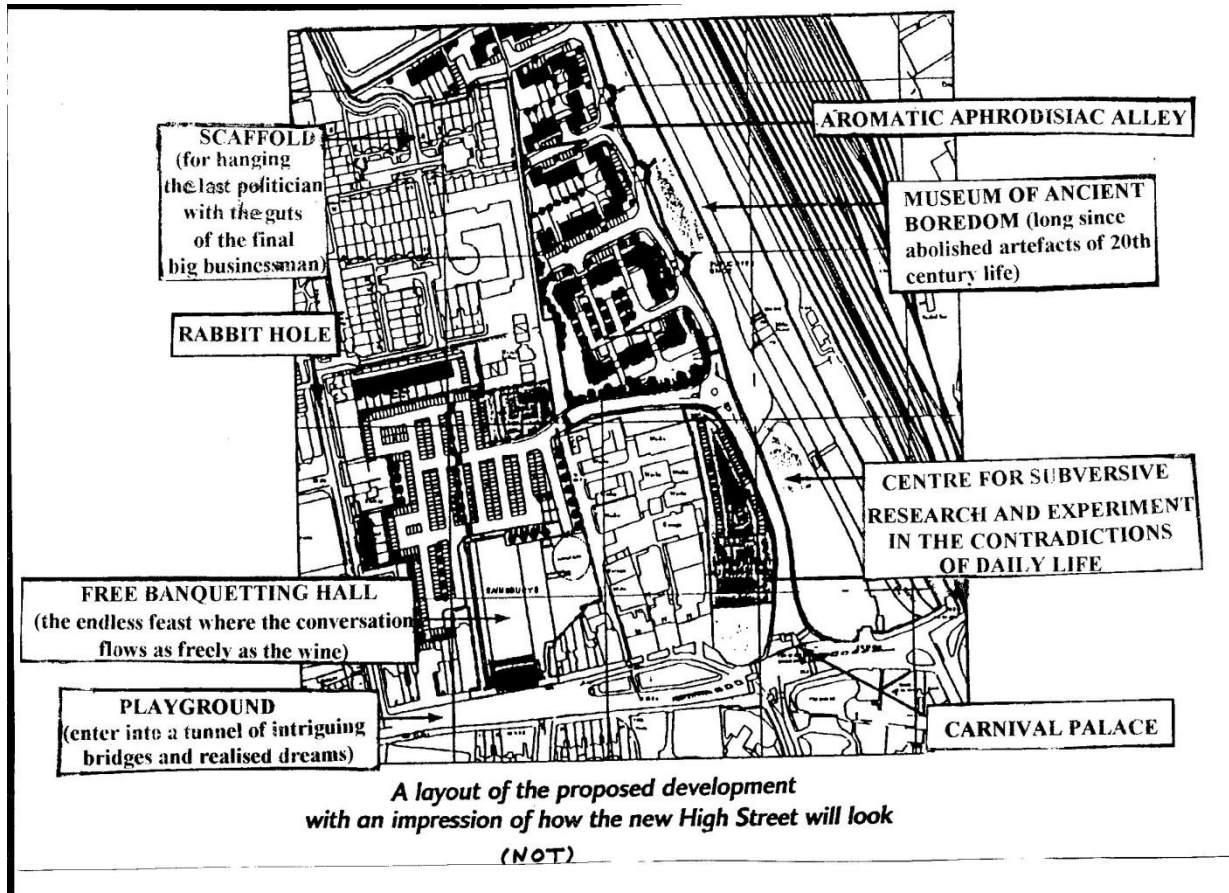 SCAFFOLD
(for hanging
the last politician
with the guts
of the final
big businessman)
RABBIT HOLE
FREE BANQUETTING HALL
(the endless feast where the conversation
flows as freely as the wine)
PLAYGROUND
(enter into a tunnel of intriguing
bridges and realised dreams)
AROMATIC APHRODISIAC ALLEY
MUSEUM OF ANCIENT
BOREDOM (long since
abolished artefacts of 20th
century life)
CENTRE FOR SUBVERSIVE
RESEARCH AND EXPERIMENT
IN THE CONTRADICTIONS
OF DAILY LIFE
CARNIVAL PALACE
SAINSBURYS
A layout of the proposed development
with an impression of how the new High Street will look
(NOT)